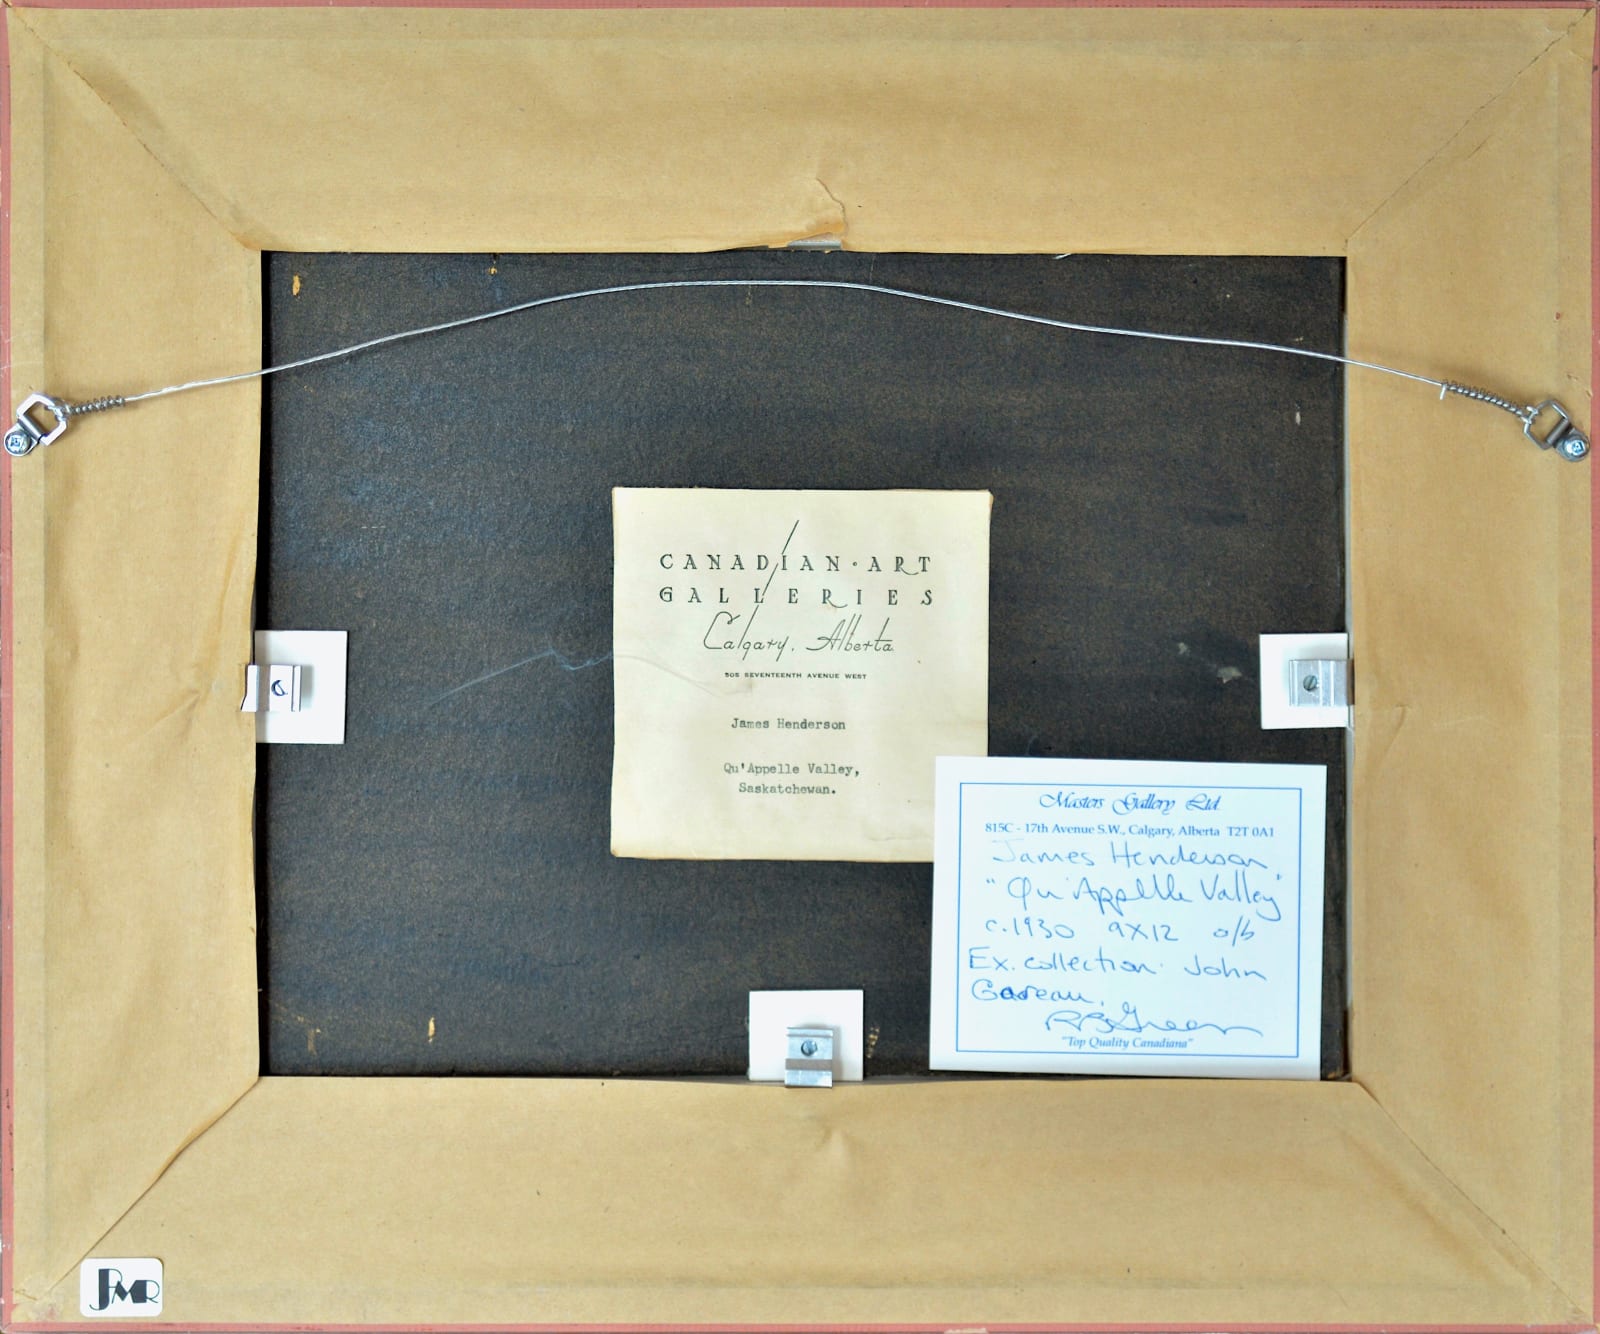 CANADIAN · ART
GALLERIES
Calgary, Alberta
505 SEVENTEENTH AVENUE WEST
James Henderson
Qu'Appelle Valley,
Saskatchewan.
Masters Gallery Ltd.
815C - 17th Avenue S.W., Calgary, Alberta T2T 0A1
James Henderson
"Qu'Appelle Valley"
c.1930 9X12 o/b
Ex. collection John
Gareau.
"Top Quality Canadiana"
JPMR